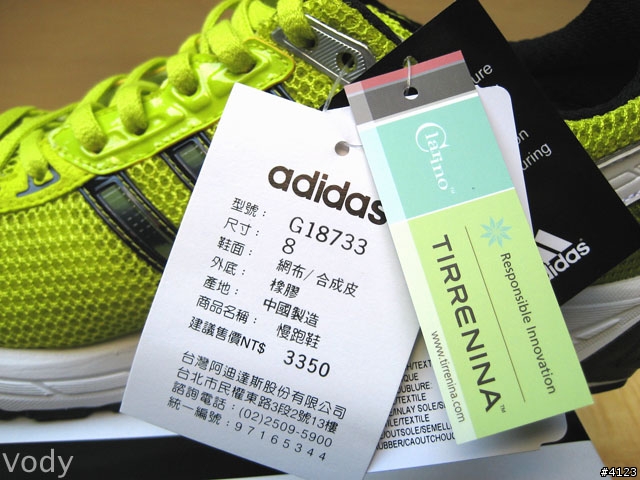 adidas
型號： G18733
尺寸： 8
鞋面： 網布/合成皮
外底： 橡膠
產地： 中國製造
商品名稱： 慢跑鞋
建議售價NT$ 3350
台灣阿迪達斯股份有限公司
台北市民權東路3段2號13樓
諮詢電話：(02)2509-5900
統一編號：97165344
Clarino™
TIRRENINA™
Responsible Innovation
www.tirrenina.com
adidas
Vody
#4123